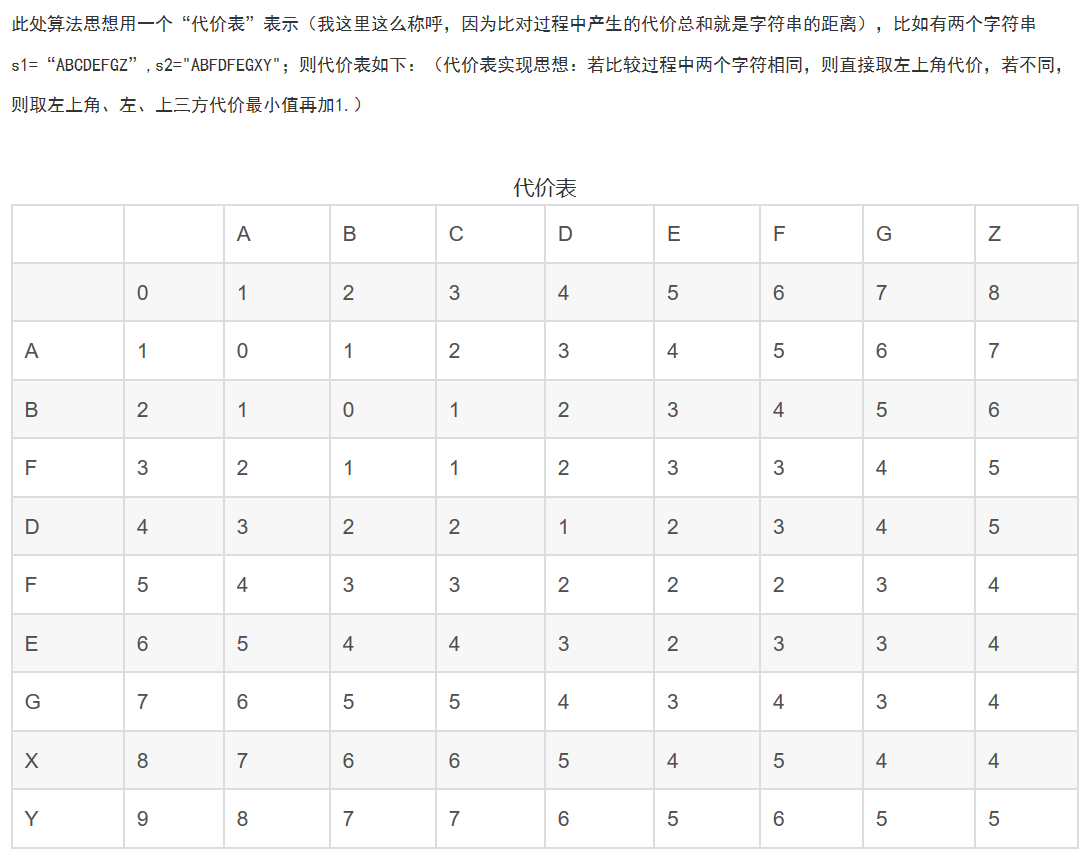 此处算法思想用一个“代价表”表示（我这里这么称呼，因为比对过程中产生的代价总和就是字符串的距离），比如有两个字符串
s1=“ABCDEFGZ”,s2="ABFDFEGXY"；则代价表如下：（代价表实现思想：若比较过程中两个字符相同，则直接取左上角代价，若不同，
则取左上角、左、上三方代价最小值再加1.）
代价表
A B C D E F G Z
0 1 2 3 4 5 6 7 8
A 1 0 1 2 3 4 5 6 7
B 2 1 0 1 2 3 4 5 6
F 3 2 1 1 2 3 3 4 5
D 4 3 2 2 1 2 3 4 5
F 5 4 3 3 2 2 2 3 4
E 6 5 4 4 3 2 3 3 4
G 7 6 5 5 4 3 4 3 4
X 8 7 6 6 5 4 5 4 4
Y 9 8 7 7 6 5 6 5 5